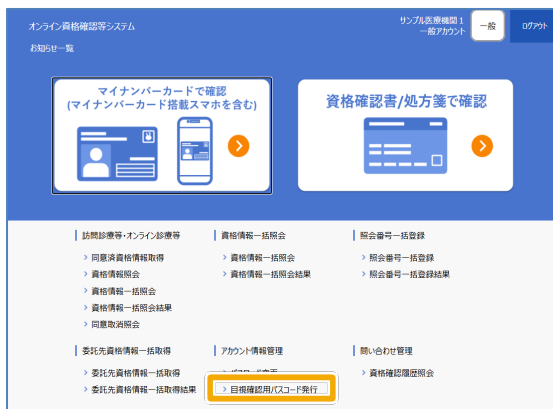 オンライン資格確認等システム
サンプル医療機関1
一般アカウント
一般
ログアウト
お知らせ一覧
マイナンバーカードで確認
(マイナンバーカード搭載スマホを含む)
資格確認書/処方箋で確認
訪問診療等・オンライン診療等
資格情報一括照会
照会番号一括登録
> 同意済資格情報取得
> 資格情報一括照会
> 照会番号一括登録
> 資格情報照会
> 資格情報一括照会結果
> 照会番号一括登録結果
> 資格情報一括照会
> 資格情報一括照会結果
> 同意取消照会
委託先資格情報一括取得
アカウント情報管理
問い合わせ管理
> 委託先資格情報一括取得
> 資格確認履歴照会
> 委託先資格情報一括取得結果
> 目視確認用パスコード発行